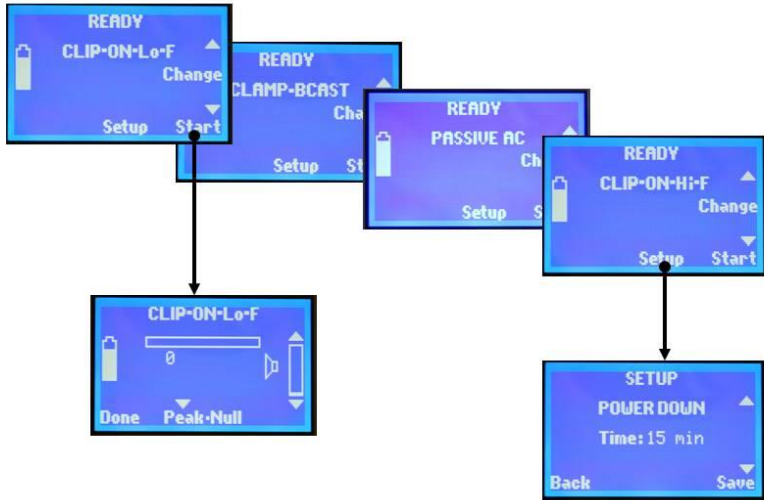 READY
CLIP-ON-Lo-F
Change
Setup Start
READY
CLAMP-BCAST
Cha
Setup St
READY
PASSIVE AC
Ch
Setup S
READY
CLIP-ON-Hi-F
Change
Setup Start
CLIP-ON-Lo-F
0
Done Peak-Null
SETUP
POWER DOWN
Time:15 min
Back Save